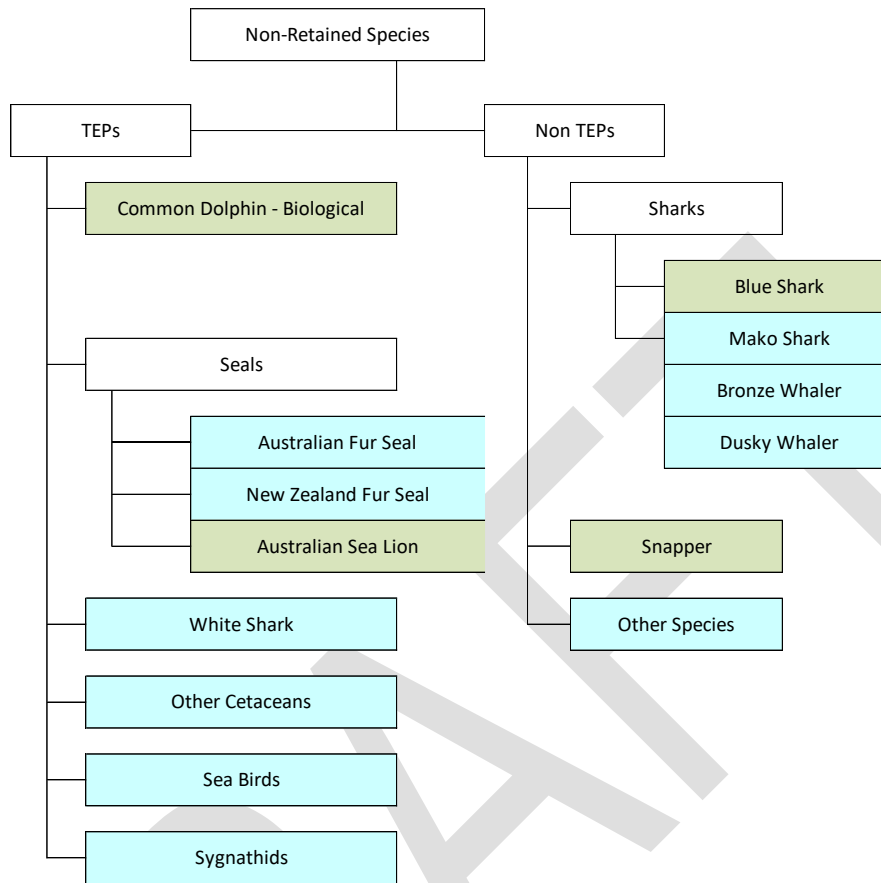 Non-Retained Species
TEPs
Non TEPs
Common Dolphin - Biological
Sharks
Blue Shark
Mako Shark
Bronze Whaler
Dusky Whaler
Seals
Australian Fur Seal
New Zealand Fur Seal
Australian Sea Lion
Snapper
White Shark
Other Species
Other Cetaceans
Sea Birds
Sygnathids